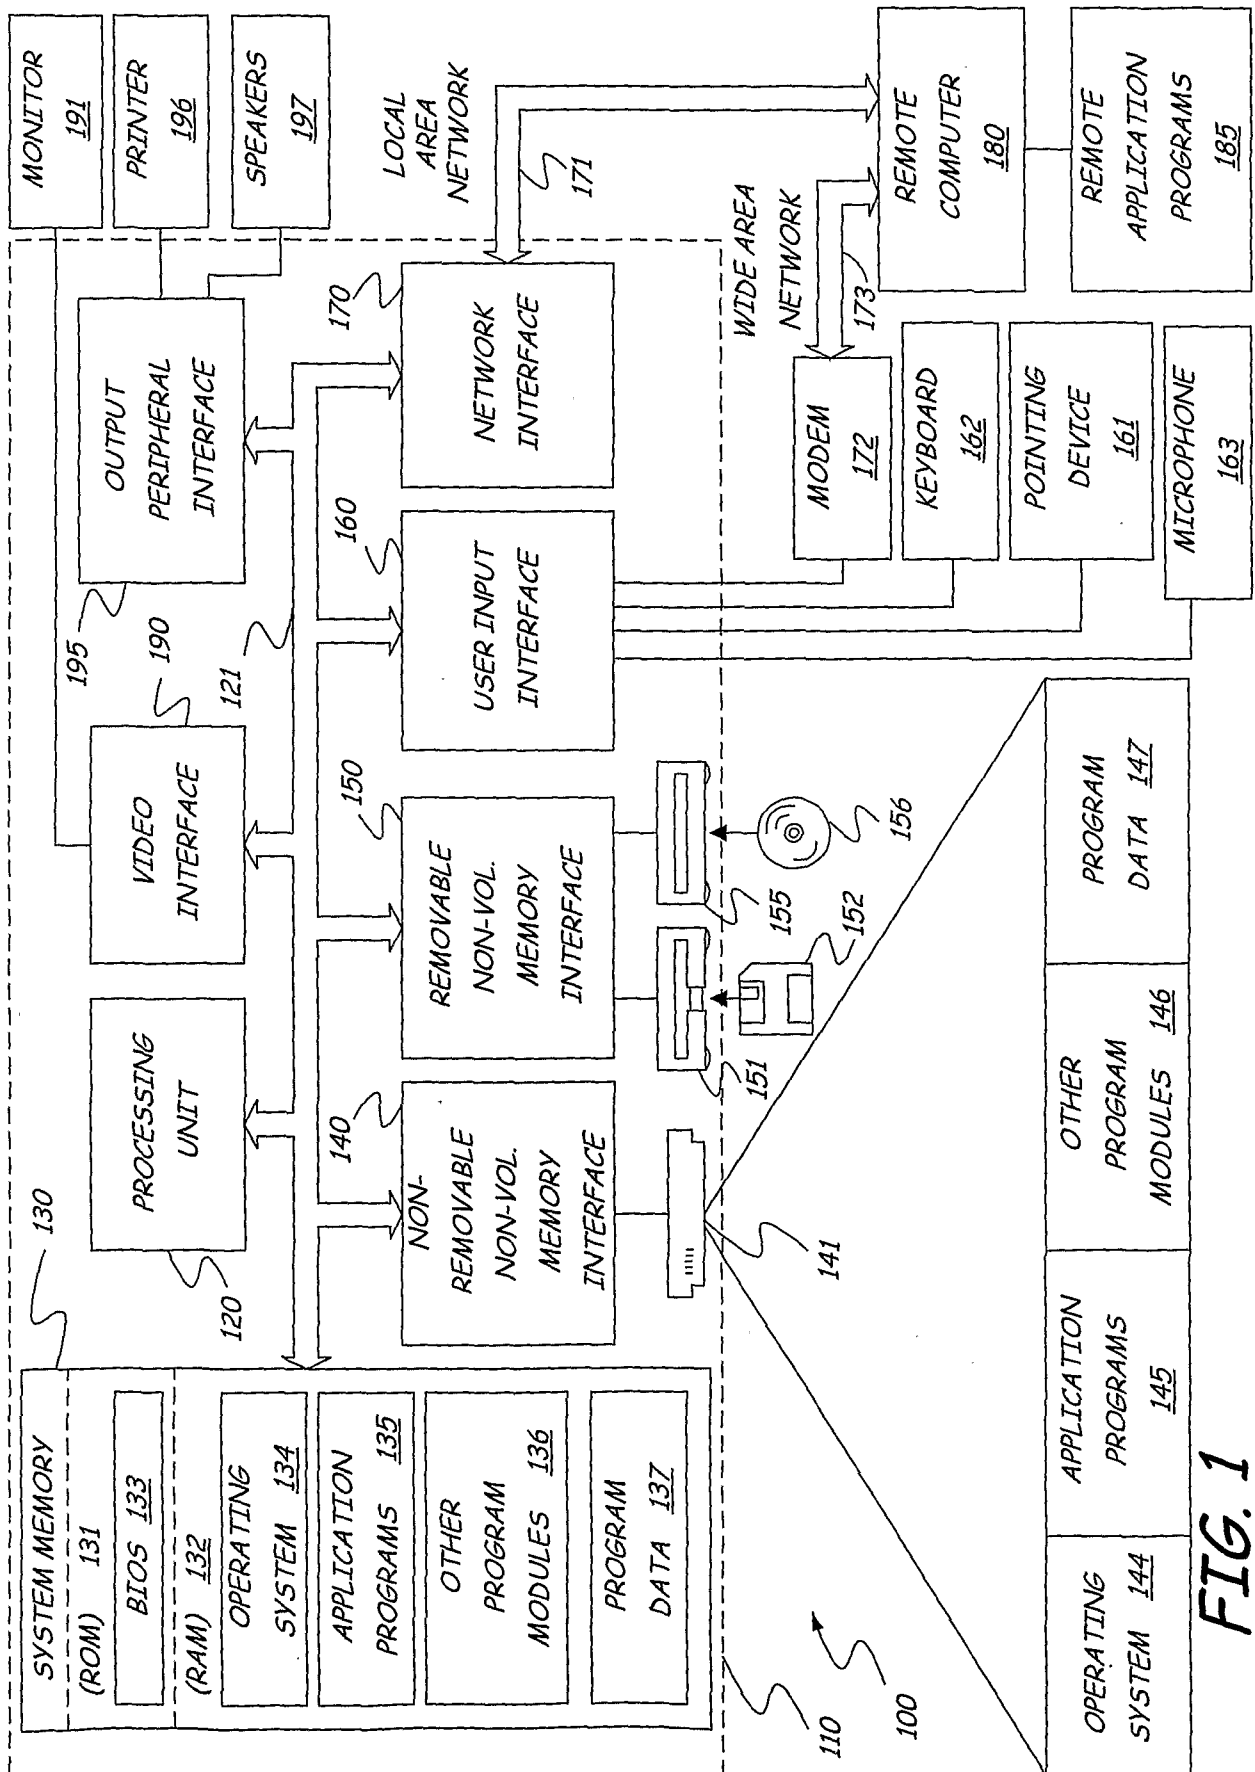 SYSTEM MEMORY
(ROM) 131
BIOS 133
(RAM) 132
OPERATING
SYSTEM 134
APPLICATION
PROGRAMS 135
OTHER
PROGRAM
MODULES 136
PROGRAM
DATA 137
130
120
PROCESSING
UNIT
VIDEO
INTERFACE
190
121
195
OUTPUT
PERIPHERAL
INTERFACE
MONITOR
191
PRINTER
196
SPEAKERS
197
140
NON-
REMOVABLE
NON-VOL.
MEMORY
INTERFACE
150
REMOVABLE
NON-VOL.
MEMORY
INTERFACE
160
USER INPUT
INTERFACE
170
NETWORK
INTERFACE
LOCAL
AREA
NETWORK
171
141
151
152
155
156
WIDE AREA
NETWORK
173
MODEM
172
KEYBOARD
162
POINTING
DEVICE
161
MICROPHONE
163
REMOTE
COMPUTER
180
REMOTE
APPLICATION
PROGRAMS
185
110
100
OPERATING
SYSTEM 144
APPLICATION
PROGRAMS
145
OTHER
PROGRAM
MODULES 146
PROGRAM
DATA 147
FIG. 1